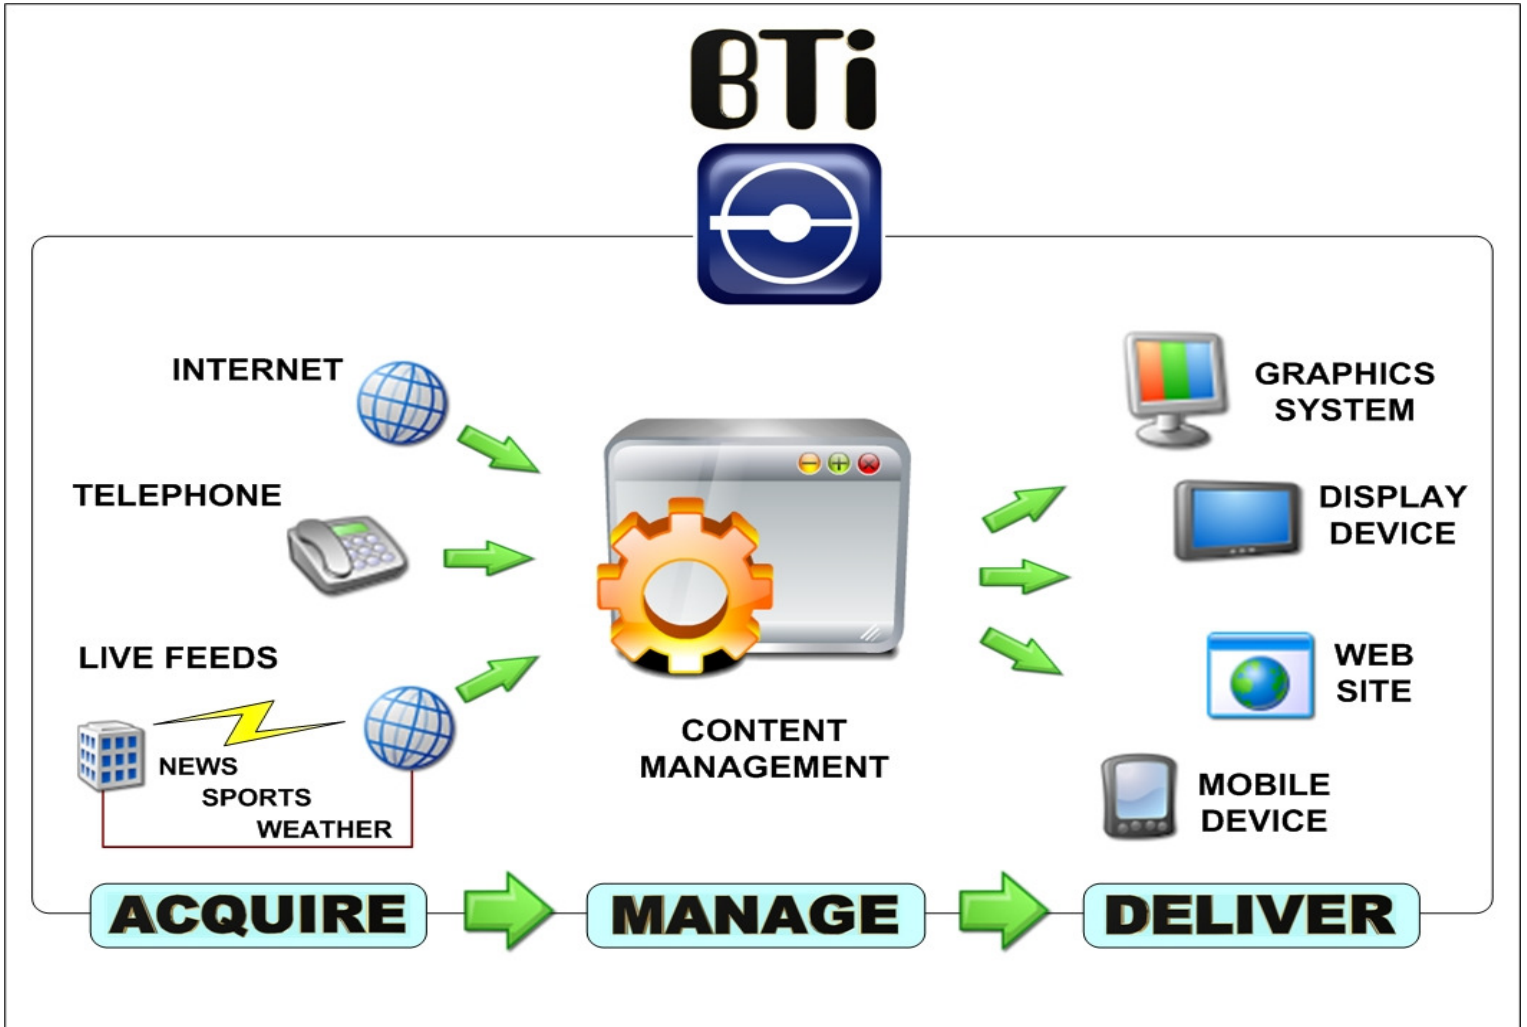 BTi
INTERNET
TELEPHONE
LIVE FEEDS
NEWS
SPORTS
WEATHER
CONTENT
MANAGEMENT
GRAPHICS
SYSTEM
DISPLAY
DEVICE
WEB
SITE
MOBILE
DEVICE
ACQUIRE
MANAGE
DELIVER